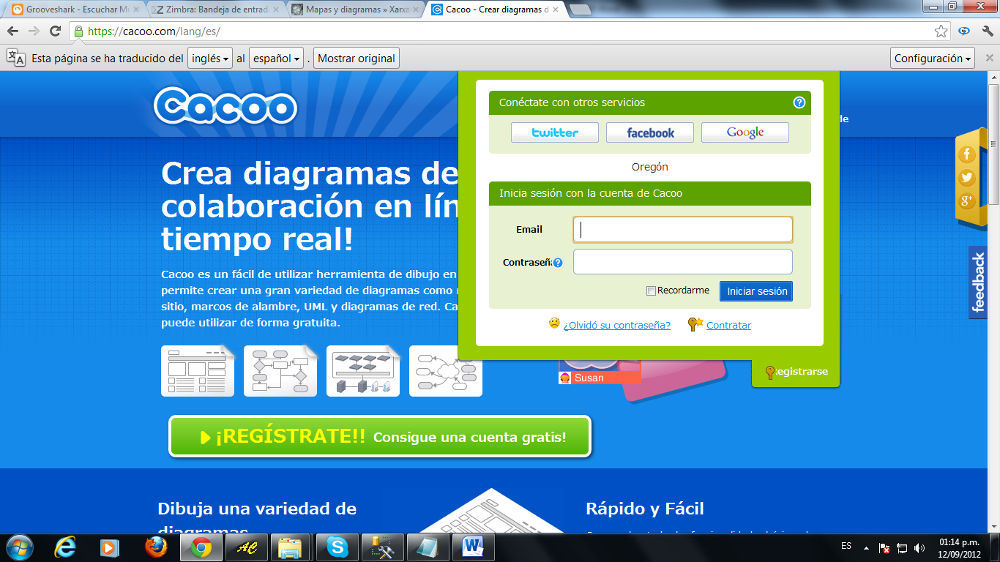 Grooveshark - Escuchar Mú
Zimbra: Bandeja de entrada
Mapas y diagramas » Xarxa
Cacoo - Crear diagramas d
https://cacoo.com/lang/es/
Esta página se ha traducido del inglés al español . Mostrar original
Configuración
Cacoo
Conéctate con otros servicios
twitter facebook Google
Oregón
Inicia sesión con la cuenta de Cacoo
Email
Contraseña
Recordarme Iniciar sesión
¿Olvidó su contraseña? Contratar
registrarse
Crea diagramas de
colaboración en lín
tiempo real!
Cacoo es un fácil de utilizar herramienta de dibujo en
permite crear una gran variedad de diagramas como
sitio, marcos de alambre, UML y diagramas de red. Ca
puede utilizar de forma gratuita.
Susan
feedback
¡REGÍSTRATE!! Consigue una cuenta gratis!
Dibuja una variedad de
diagramas
Rápido y Fácil
ES
01:14 p.m.
12/09/2012